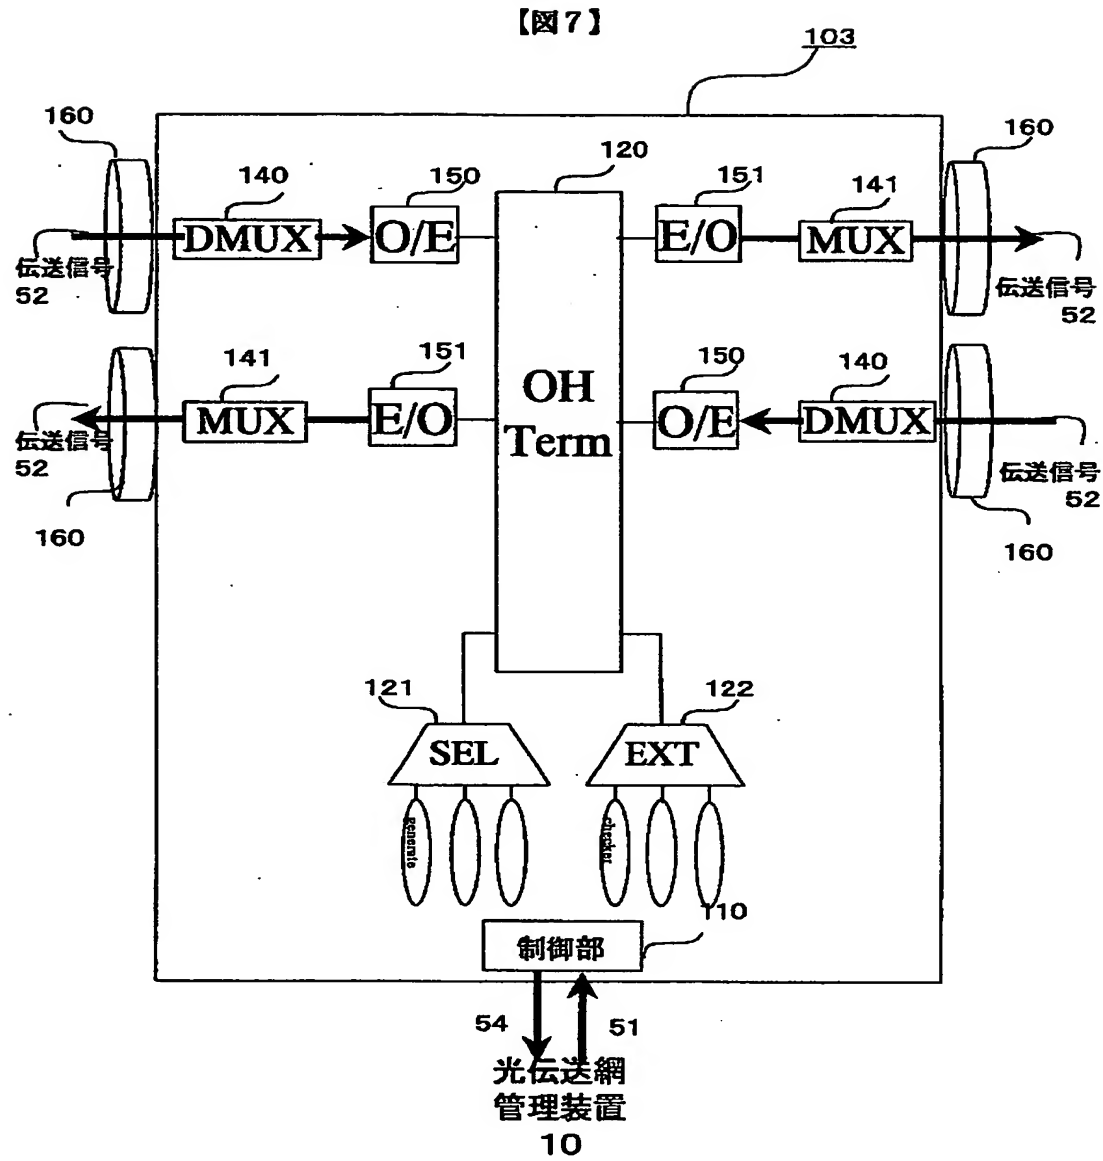 【図7】
103
160
140
150
120
151
141
160
DMUX
O/E
E/O
MUX
伝送信号
52
伝送信号
52
141
151
150
140
MUX
E/O
OH
Term
O/E
DMUX
伝送信号
52
伝送信号
52
160
160
121
122
SEL
EXT
generate
checker
110
制御部
54
51
光伝送網
管理装置
10